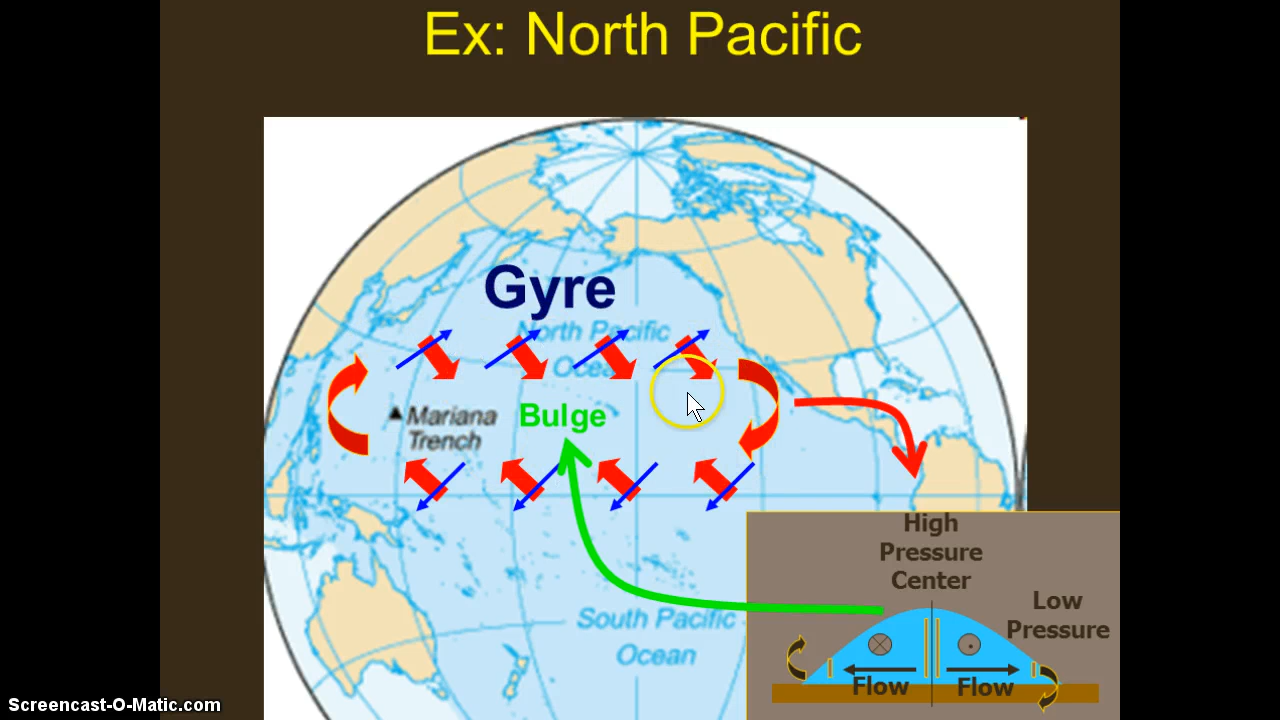 Ex: North Pacific
Gyre
North Pacific
Ocean
Bulge
Mariana
Trench
South Pacific
Ocean
High
Pressure
Center
Low
Pressure
Flow
Flow
Screencast-O-Matic.com